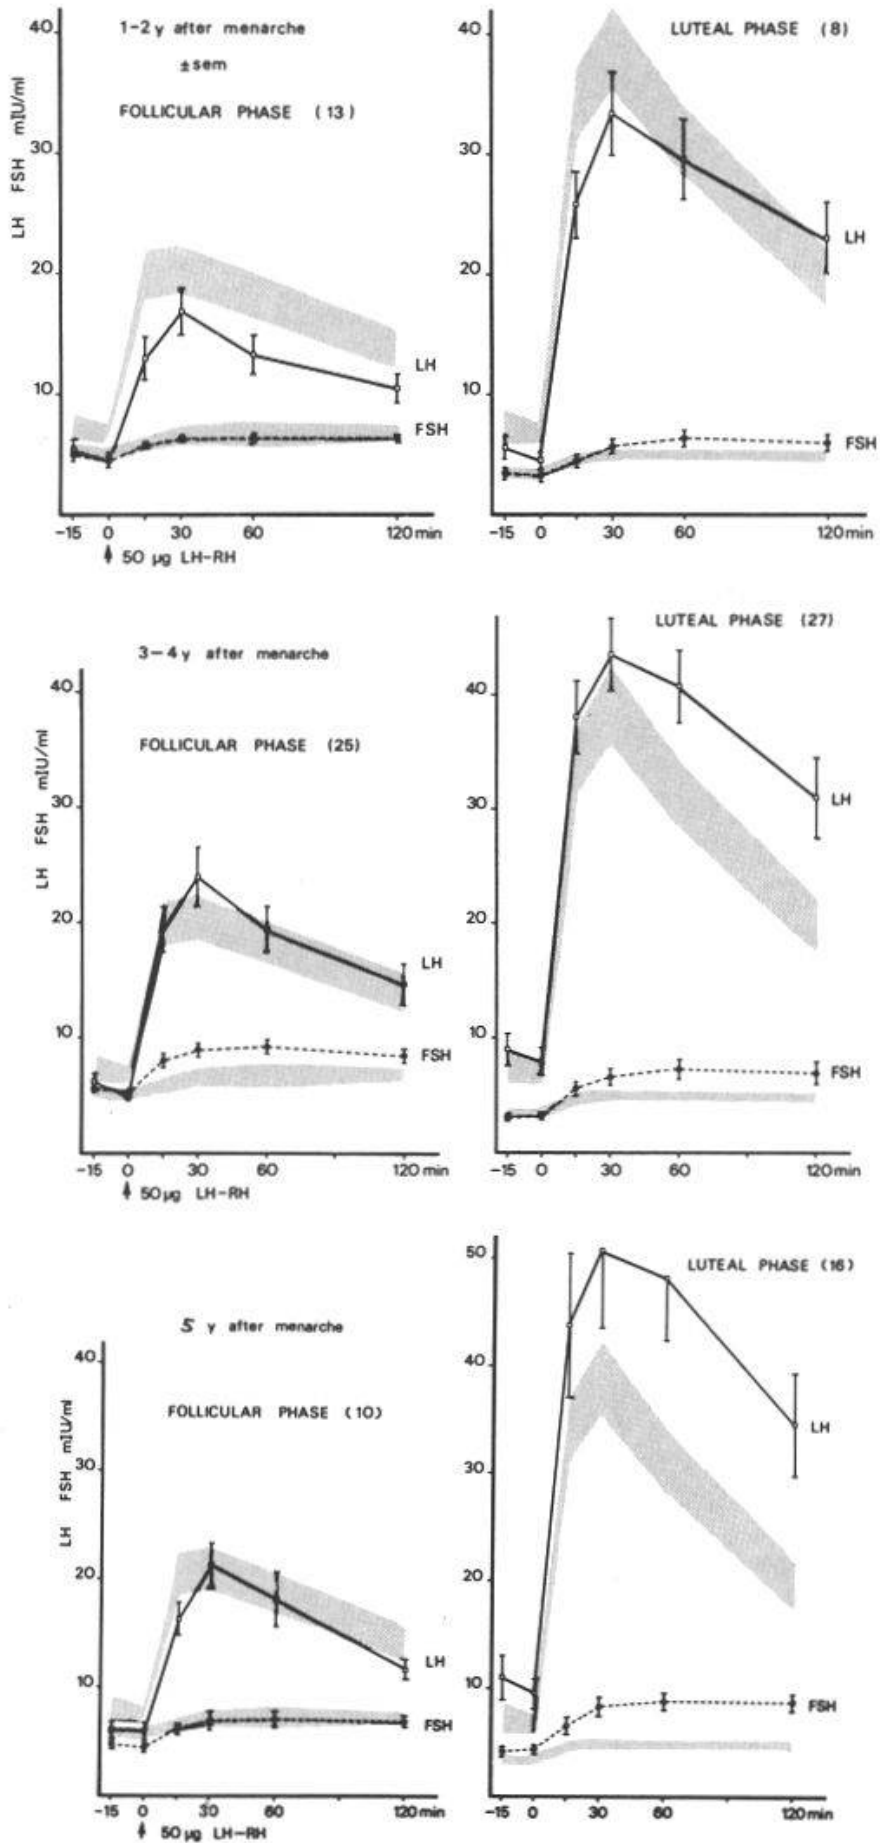 1-2 y after menarche
±sem
FOLLICULAR PHASE (13)
LH FSH mIU/ml
40
30
20
10
LH
FSH
-15 0 30 60 120 min
50 µg LH-RH
LUTEAL PHASE (8)
40
30
20
10
LH
FSH
-15 0 30 60 120 min
3-4 y after menarche
FOLLICULAR PHASE (25)
LH FSH mIU/ml
40
30
20
10
LH
FSH
-15 0 30 60 120 min
50 µg LH-RH
LUTEAL PHASE (27)
40
30
20
10
LH
FSH
-15 0 30 60 120 min
5 y after menarche
FOLLICULAR PHASE (10)
LH FSH mIU/ml
40
30
20
10
LH
FSH
-15 0 30 60 120 min
50 µg LH-RH
LUTEAL PHASE (16)
50
40
30
20
10
LH
FSH
-15 0 30 60 120 min